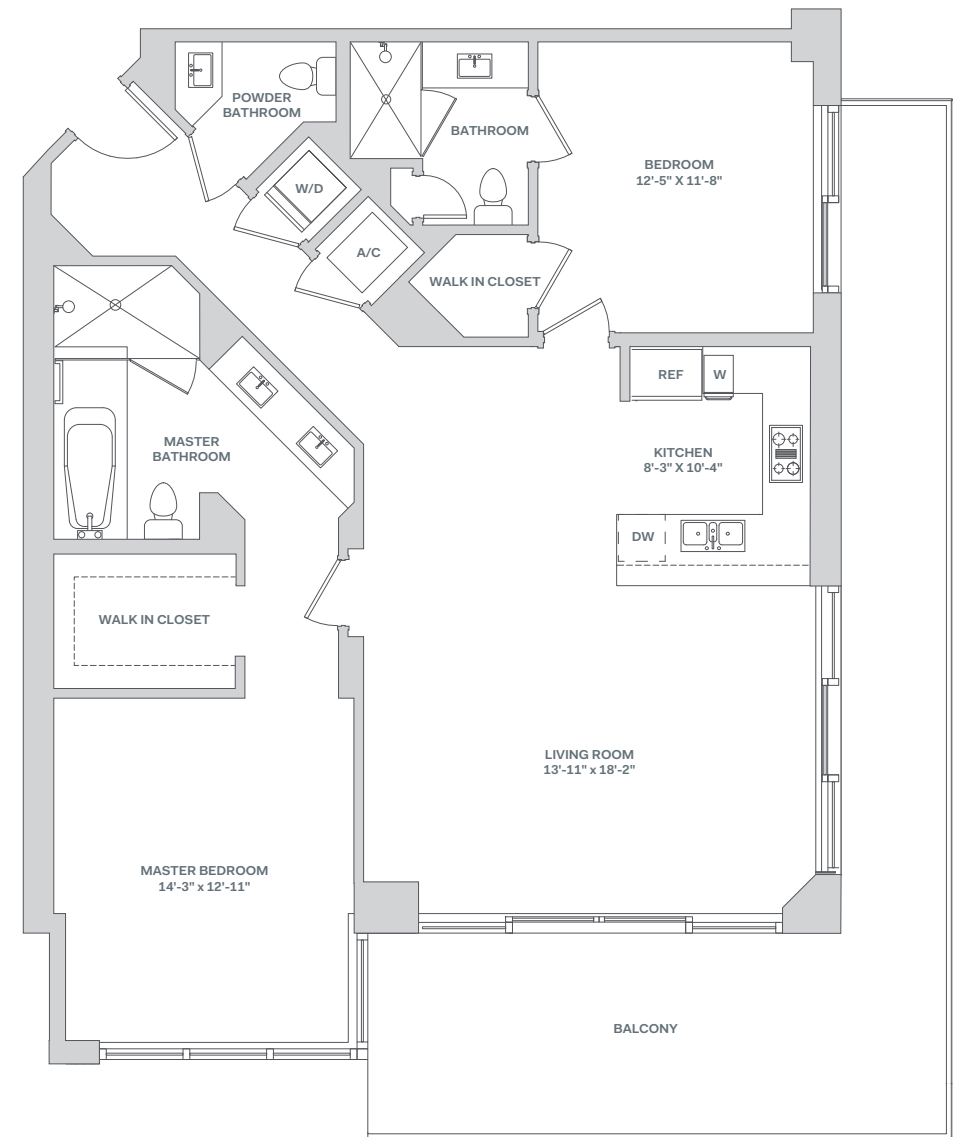 POWDER
BATHROOM
BATHROOM
BEDROOM
12'-5" X 11'-8"
W/D
A/C
WALK IN CLOSET
REF
W
MASTER
BATHROOM
KITCHEN
8'-3" X 10'-4"
DW
WALK IN CLOSET
LIVING ROOM
13'-11" x 18'-2"
MASTER BEDROOM
14'-3" x 12'-11"
BALCONY